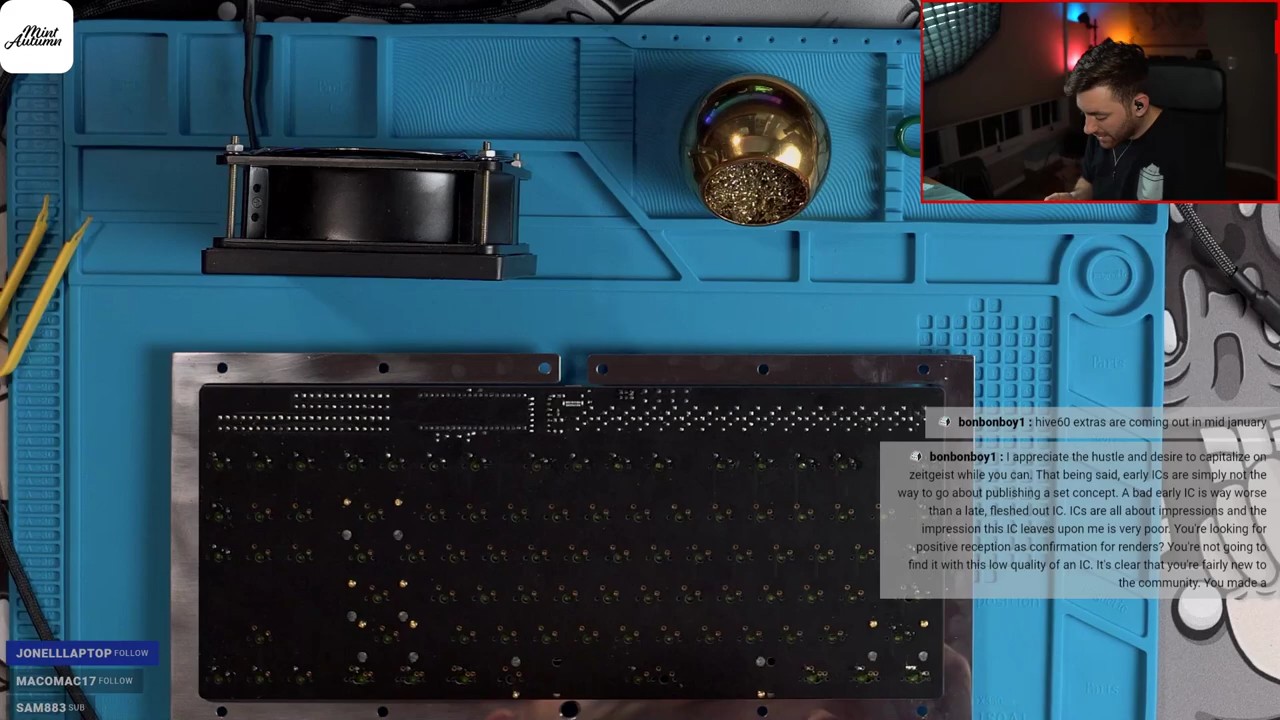 Mint
Autumn
bonbonboy1 : hive60 extras are coming out in mid january
bonbonboy1 : I appreciate the hustle and desire to capitalize on
zeitgeist while you can. That being said, early ICs are simply not the
way to go about publishing a set concept. A bad early IC is way worse
than a late, fleshed out IC. ICs are all about impressions and the
impression this IC leaves upon me is very poor. You're looking for
positive reception as confirmation for renders? You're not going to
find it with this low quality of an IC. It's clear that you're fairly new to
the community. You made a
Parts
Parts
JONELLLAPTOP FOLLOW
MACOMAC17 FOLLOW
SAM883 SUB